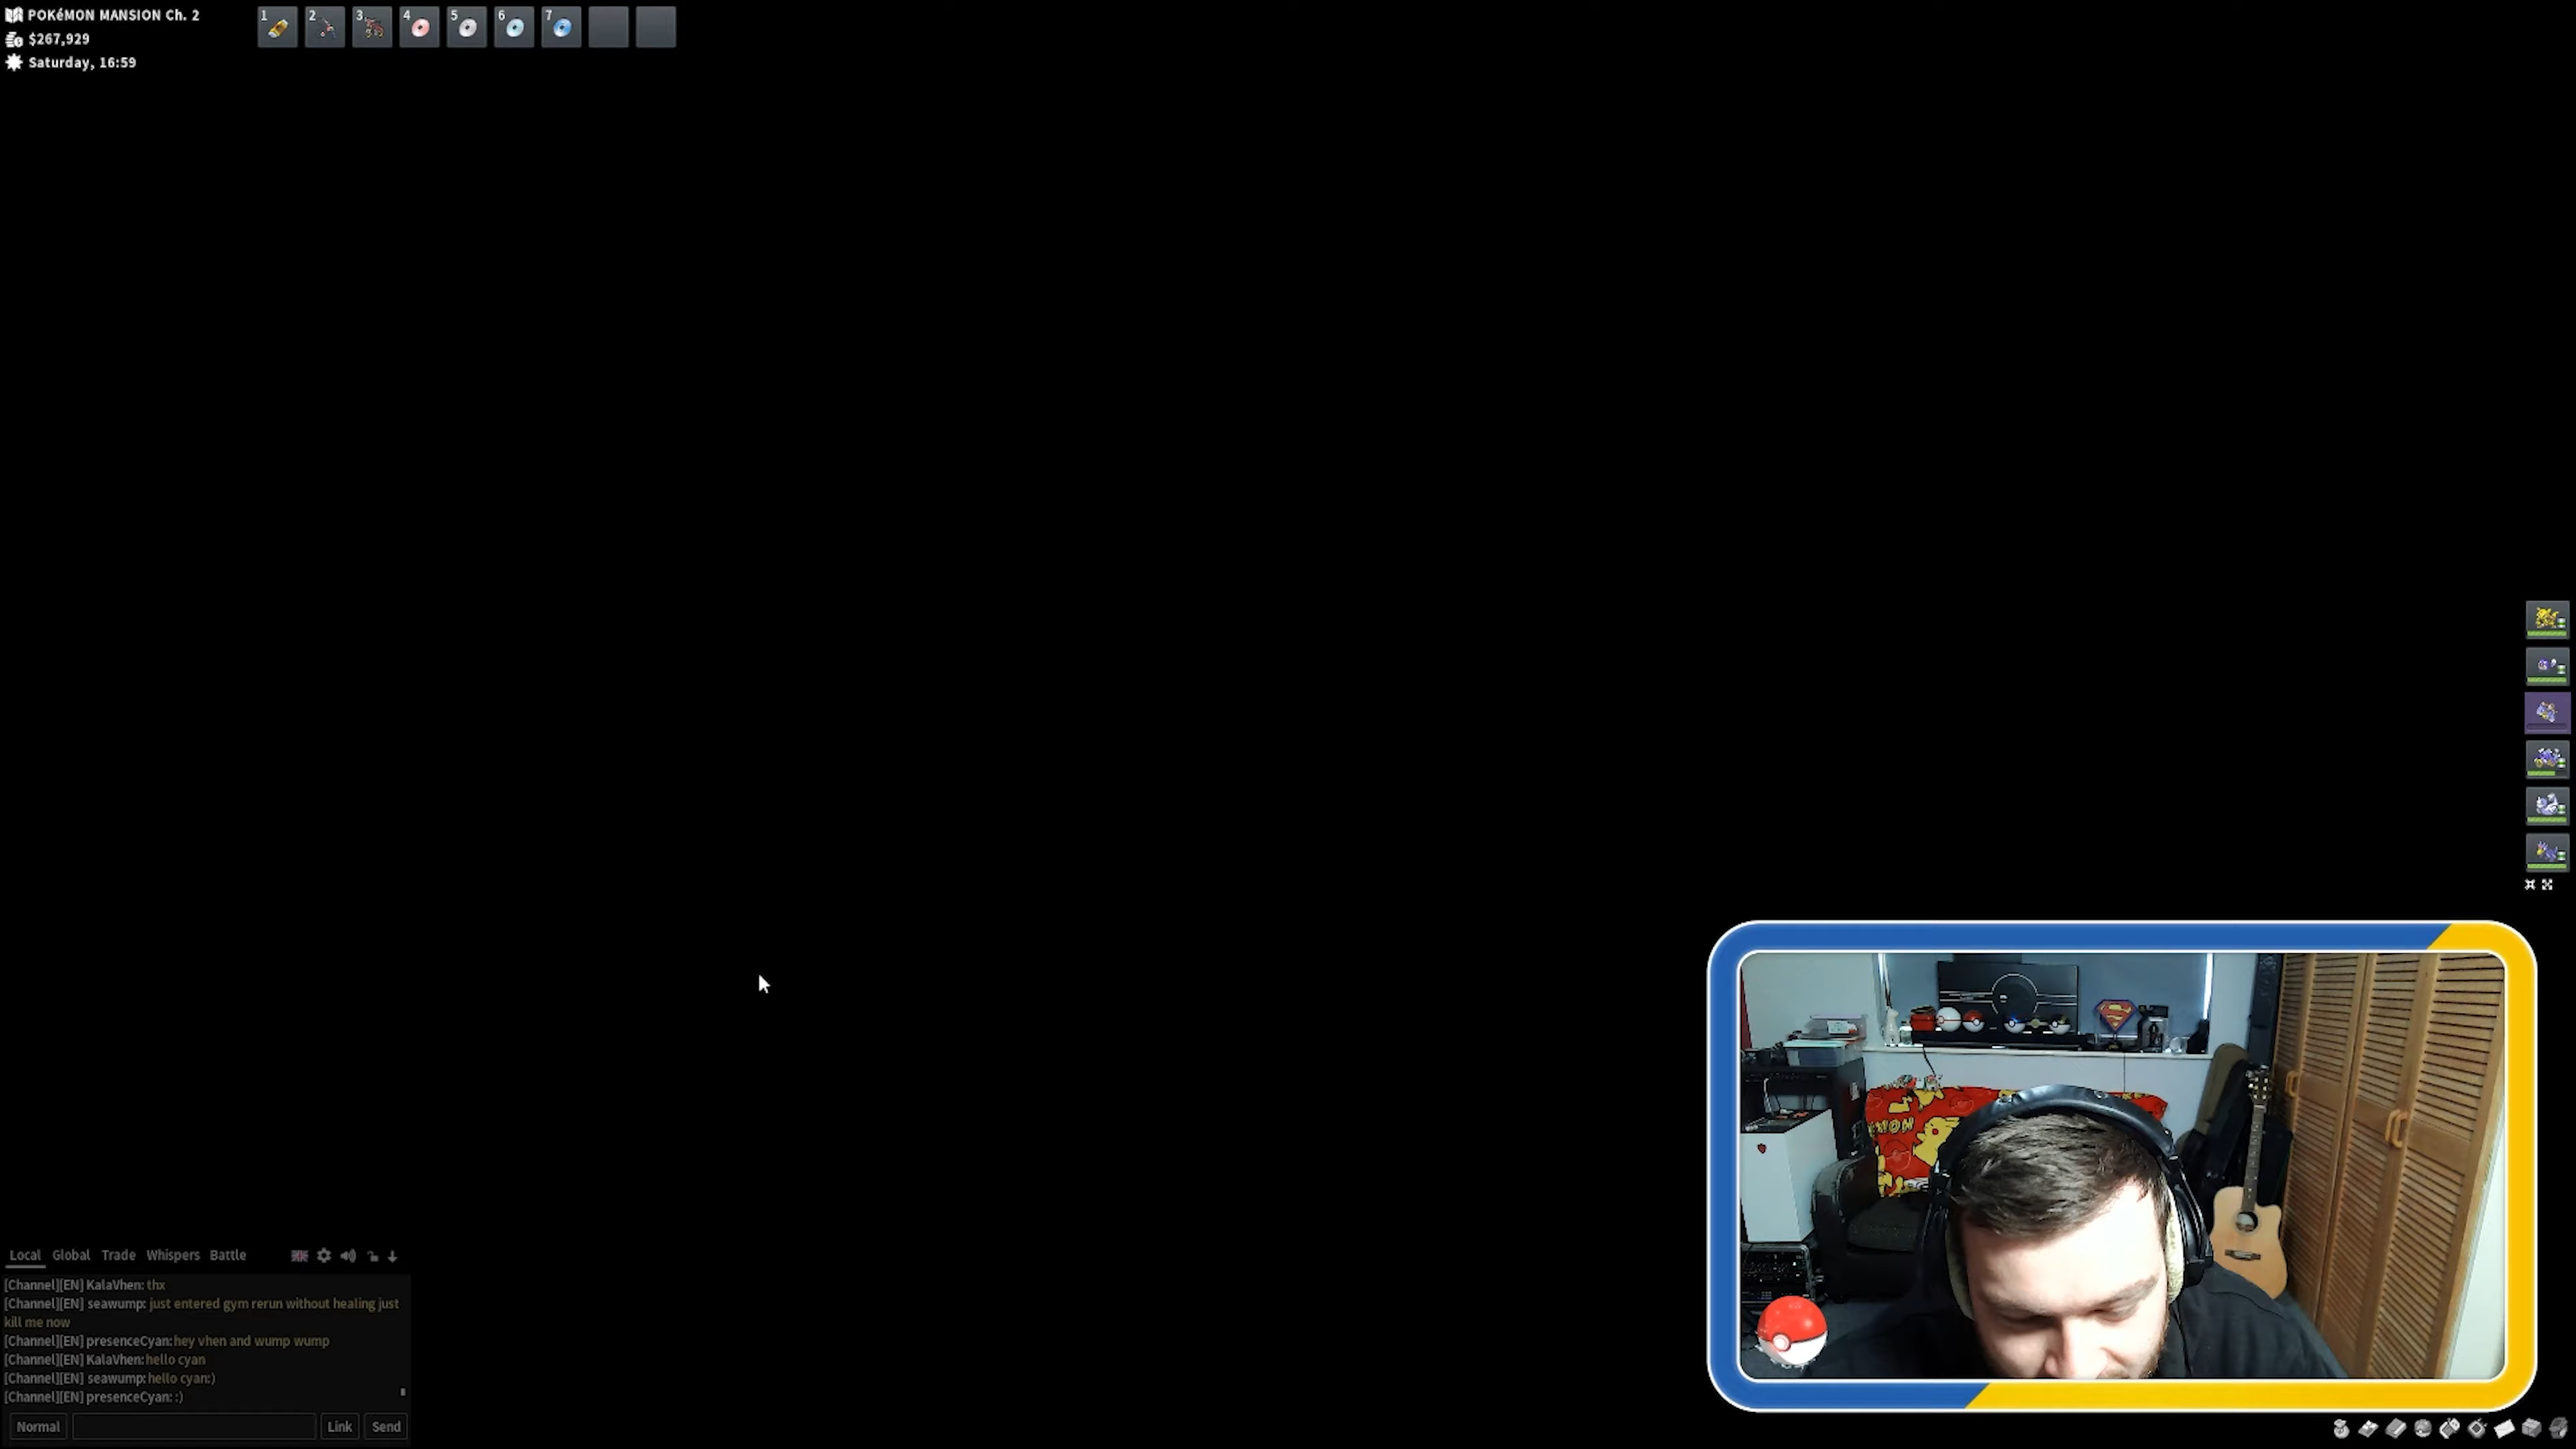 POKéMON MANSION Ch. 2
$267,929
Saturday, 16:59
1 2 3 4 5 6 7
Local Global Trade Whispers Battle
[Channel][EN] KalaVhen: thx
[Channel][EN] seawump: just entered gym rerun without healing just
kill me now
[Channel][EN] presenceCyan: hey vhen and wump wump
[Channel][EN] KalaVhen: hello cyan
[Channel][EN] seawump: hello cyan:)
[Channel][EN] presenceCyan: :)
Normal Link Send